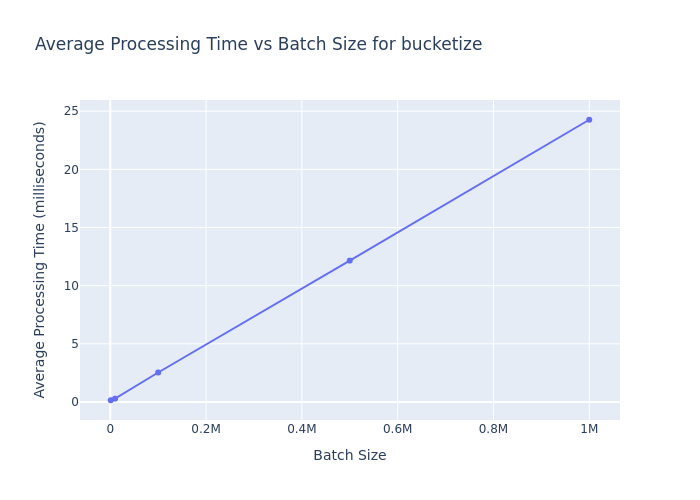 Average Processing Time vs Batch Size for bucketize
Average Processing Time (milliseconds)
25
20
15
10
5
0
0
0.2M
0.4M
0.6M
0.8M
1M
Batch Size